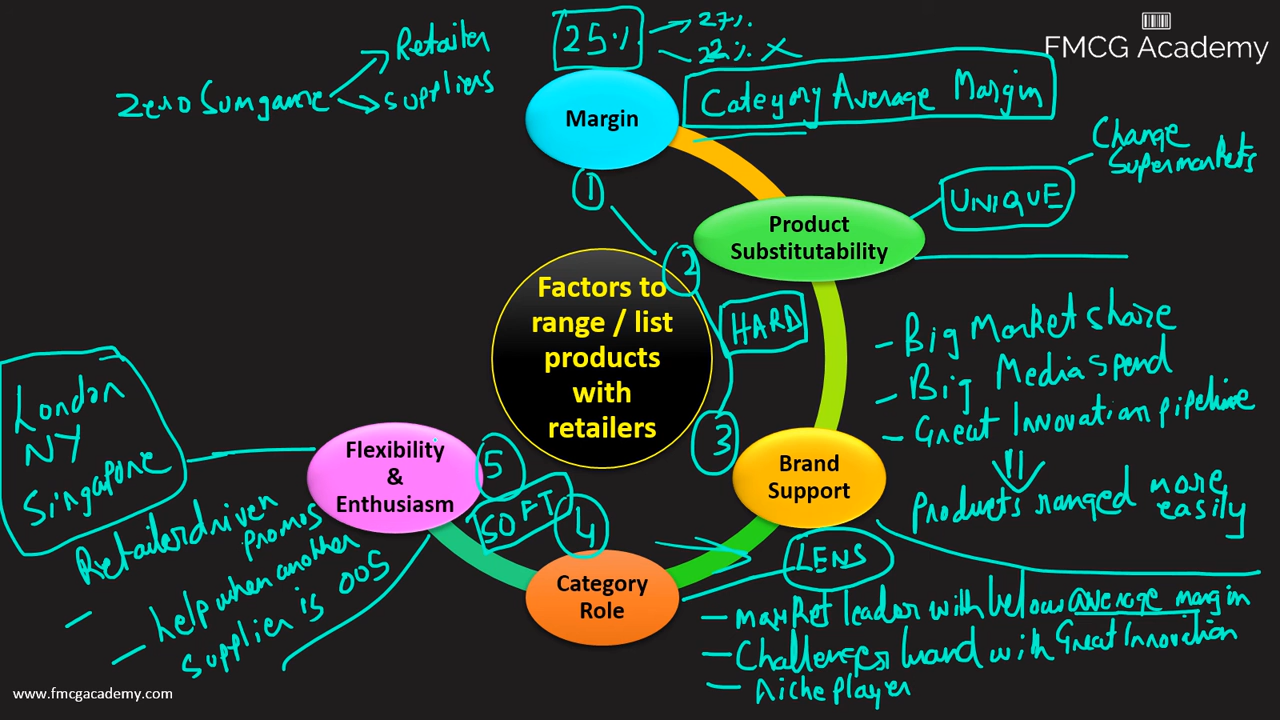 FMCG Academy
25%
27%
22% X
Zero Sum game
Retailer
Suppliers
Margin
Category Average Margin
1
Product
Substitutability
UNIQUE
Change
Supermarkets
2
HARD
3
Factors to
range / list
products
with
retailers
- Big Market share
- Big Media spend
- Great Innovation pipeline
Products ranged more
easily
Brand
Support
LENS
4
SOFT
Category
Role
- Market leader with below average margin
- Challenger brand with Great Innovation
- Niche player
5
Flexibility
&
Enthusiasm
London
NY
Singapore
Retailer driven
promos
- help when another
supplier is OOS
www.fmcgacademy.com